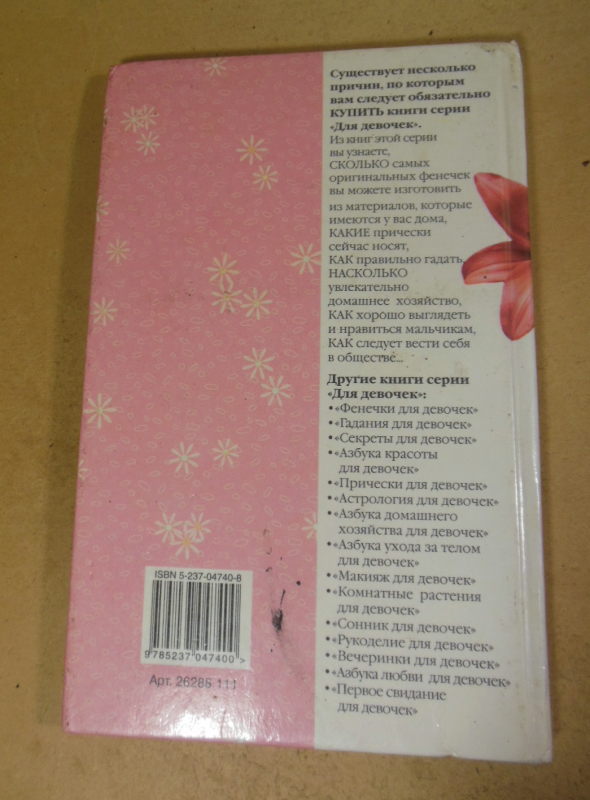 Существует несколько
причин, по которым
вам следует обязательно
КУПИТЬ книги серии
«Для девочек».
Из книг этой серии
вы узнаете,
СКОЛЬКО самых
оригинальных фенечек
вы можете изготовить
из материалов, которые
имеются у вас дома,
КАКИЕ прически
сейчас носят,
КАК правильно гадать,
НАСКОЛЬКО
увлекательно
домашнее хозяйство,
КАК хорошо выглядеть
и нравиться мальчикам,
КАК следует вести себя
в обществе...
Другие книги серии
«Для девочек»:
•«Фенечки для девочек»
•«Гадания для девочек»
•«Секреты для девочек»
•«Азбука красоты
для девочек»
•«Прически для девочек»
•«Астрология для девочек»
•«Азбука домашнего
хозяйства для девочек»
•«Азбука ухода за телом
для девочек»
•«Макияж для девочек»
•«Комнатные растения
для девочек»
•«Сонник для девочек»
•«Рукоделие для девочек»
•«Вечеринки для девочек»
•«Азбука любви для девочек»
•«Первое свидание
для девочек»
ISBN 5-237-04740-8
9785237047400>
Арт. 26285 111